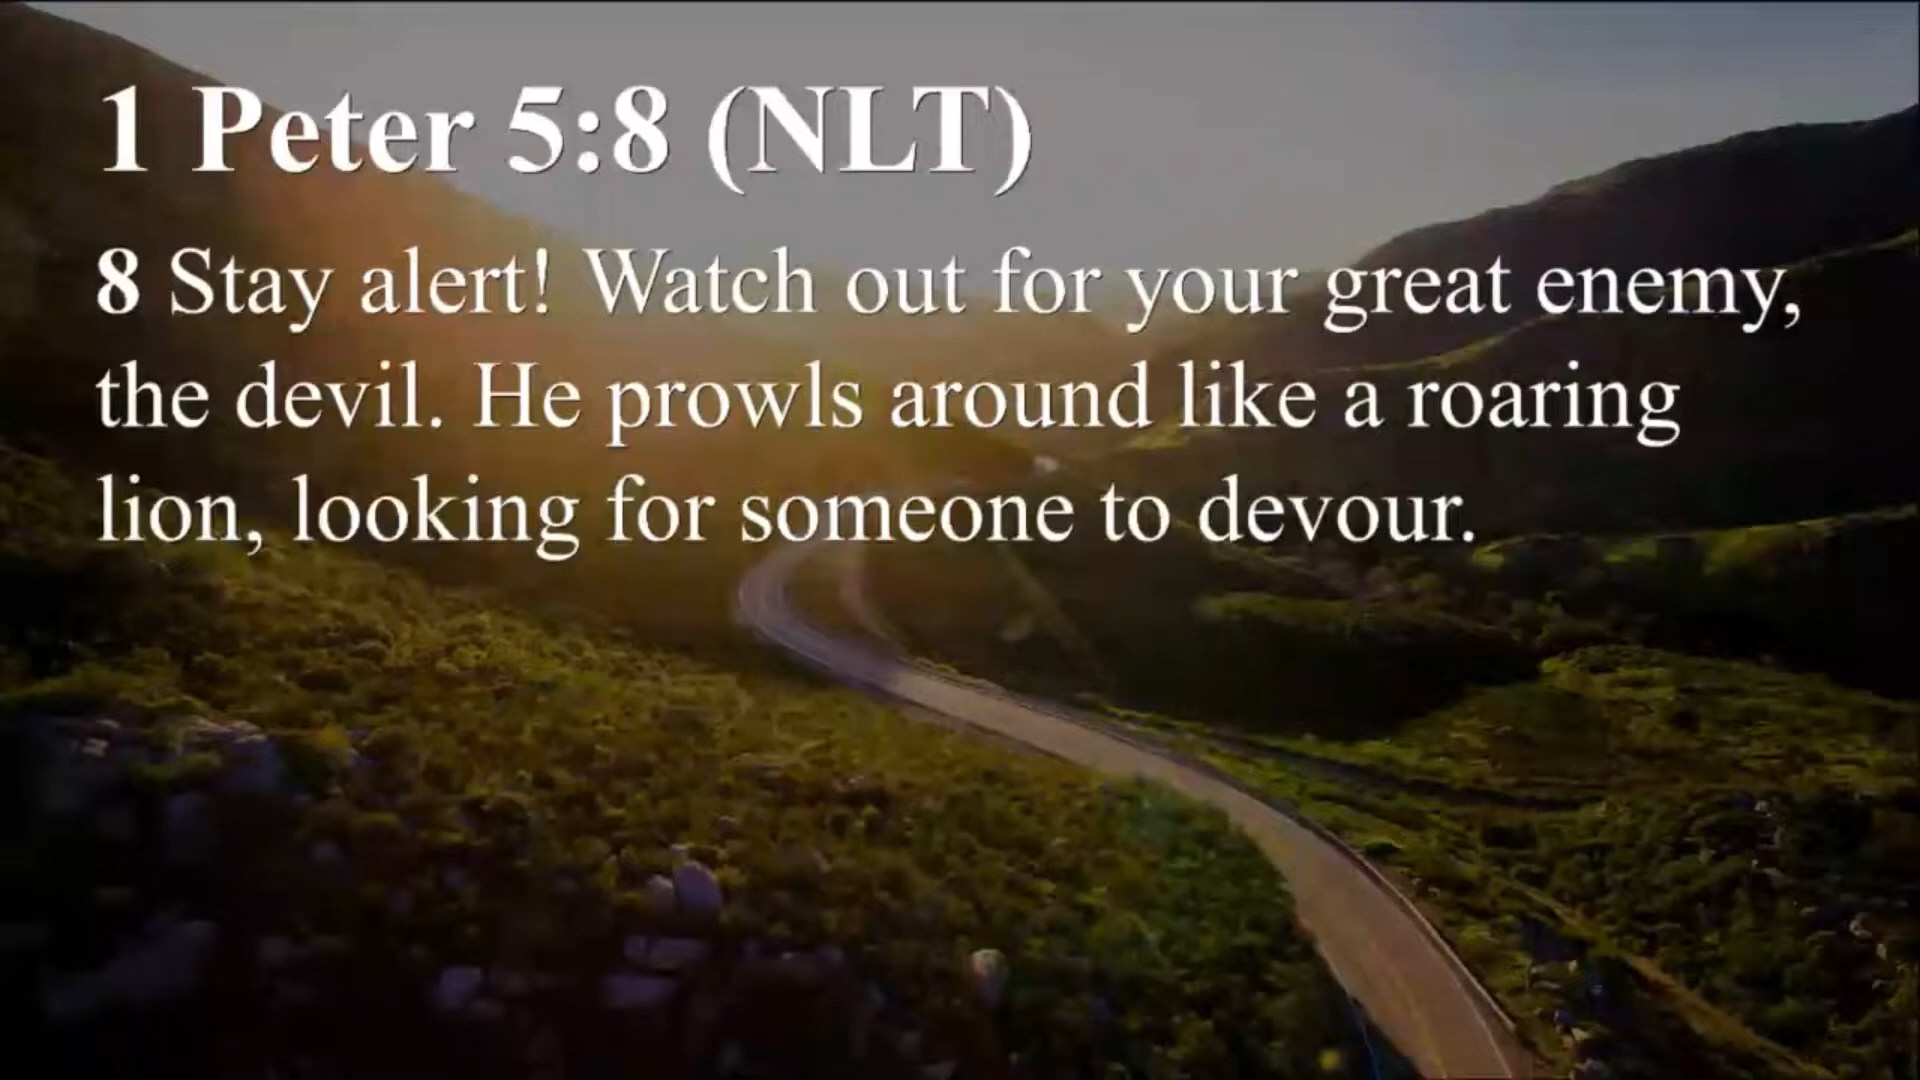 1 Peter 5:8 (NLT)
8 Stay alert! Watch out for your great enemy,
the devil. He prowls around like a roaring
lion, looking for someone to devour.